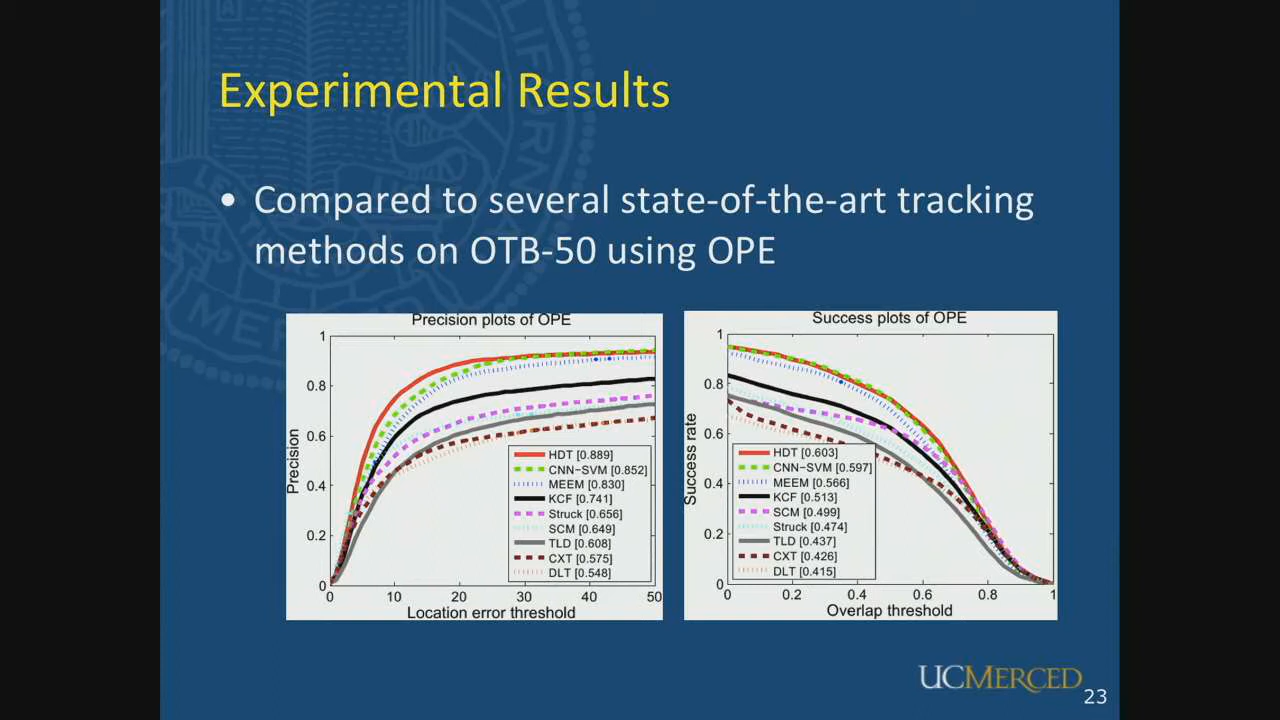 Experimental Results
• Compared to several state-of-the-art tracking
methods on OTB-50 using OPE
Precision plots of OPE
Precision
1
0.8
0.6
0.4
0.2
0
0 10 20 30 40 50
Location error threshold
HDT [0.889]
CNN−SVM [0.852]
MEEM [0.830]
KCF [0.741]
Struck [0.656]
SCM [0.649]
TLD [0.608]
CXT [0.575]
DLT [0.548]
Success plots of OPE
Success rate
1
0.8
0.6
0.4
0.2
0
0 0.2 0.4 0.6 0.8 1
Overlap threshold
HDT [0.603]
CNN−SVM [0.597]
MEEM [0.566]
KCF [0.513]
SCM [0.499]
Struck [0.474]
TLD [0.437]
CXT [0.426]
DLT [0.415]
UCMERCED
23